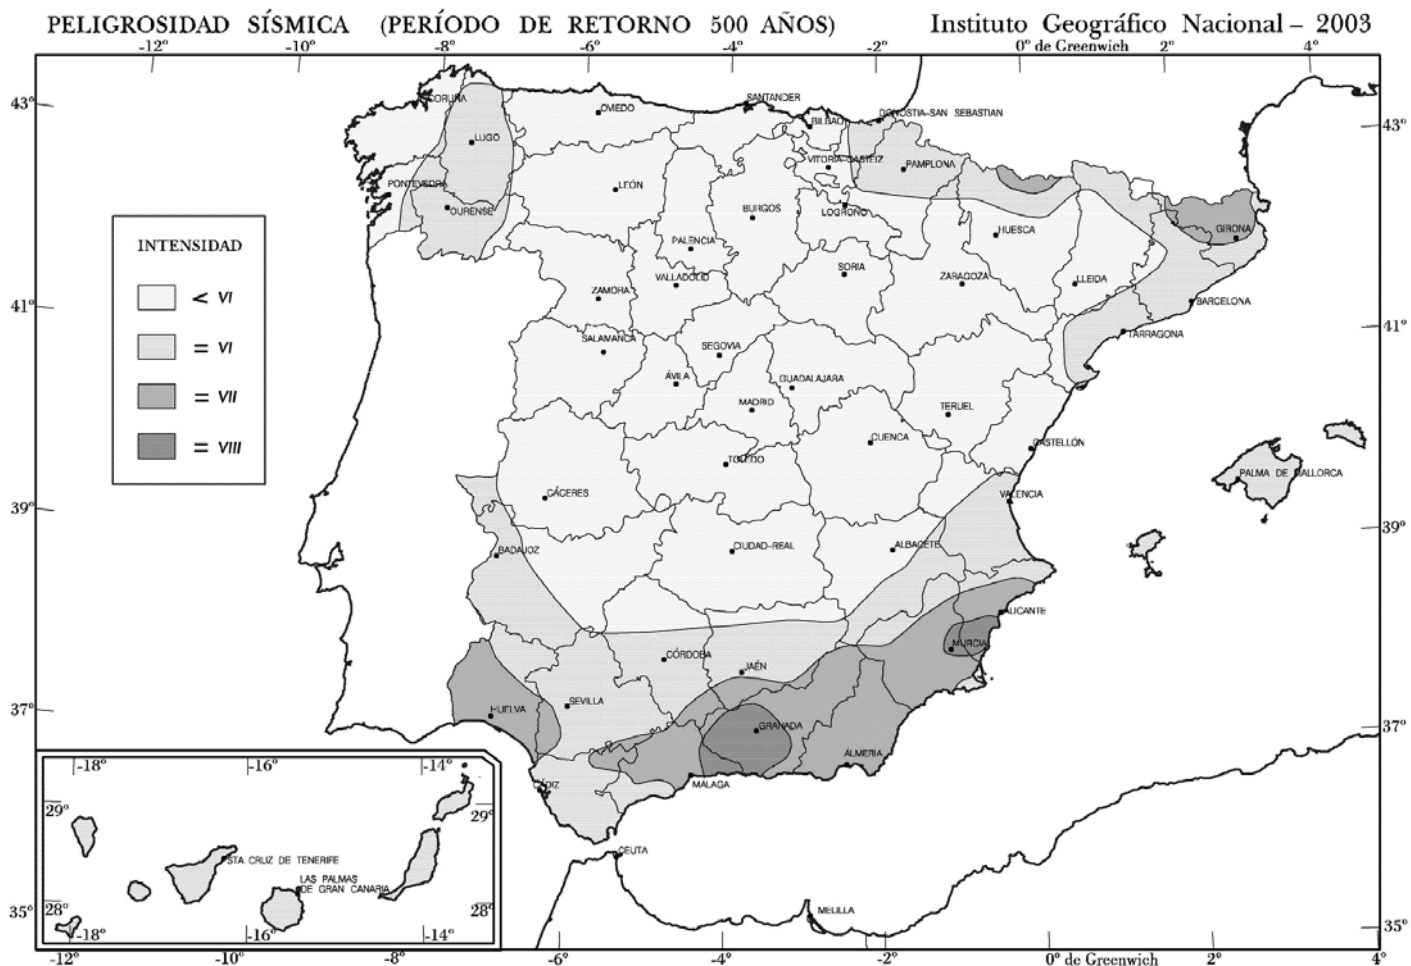 PELIGROSIDAD SÍSMICA (PERÍODO DE RETORNO 500 AÑOS) Instituto Geográfico Nacional – 2003
-12° -10° -8° -6° -4° -2° 0° de Greenwich 2° 4°
43° 43°
CORUÑA
OVIEDO
SANTANDER
BILBAO
DONOSTIA-SAN SEBASTIAN
LUGO
VITORIA-GASTEIZ
PAMPLONA
PONTEVEDRA
LEÓN
OURENSE
BURGOS
LOGROÑO
HUESCA
GIRONA
PALENCIA
INTENSIDAD
SORIA
VALLADOLID
ZARAGOZA
LLEIDA
ZAMORA
BARCELONA
< VI
41° 41°
TARRAGONA
SALAMANCA
SEGOVIA
= VI
ÁVILA
GUADALAJARA
= VII
MADRID
TERUEL
CUENCA
CASTELLÓN
= VIII
TOLEDO
PALMA DE MALLORCA
CÁCERES
VALENCIA
39° 39°
BADAJOZ
CIUDAD-REAL
ALBACETE
ALICANTE
MURCIA
CÓRDOBA
JAÉN
SEVILLA
37° 37°
HUELVA
GRANADA
ALMERIA
CÁDIZ
MALAGA
-18° -16° -14°
29° 29°
CEUTA
STA. CRUZ DE TENERIFE
LAS PALMAS
DE GRAN CANARIA
28° 28°
35° 35°
MELILLA
-18° -16° -14°
-12° -10° -8° -6° -4° -2° 0° de Greenwich 2° 4°